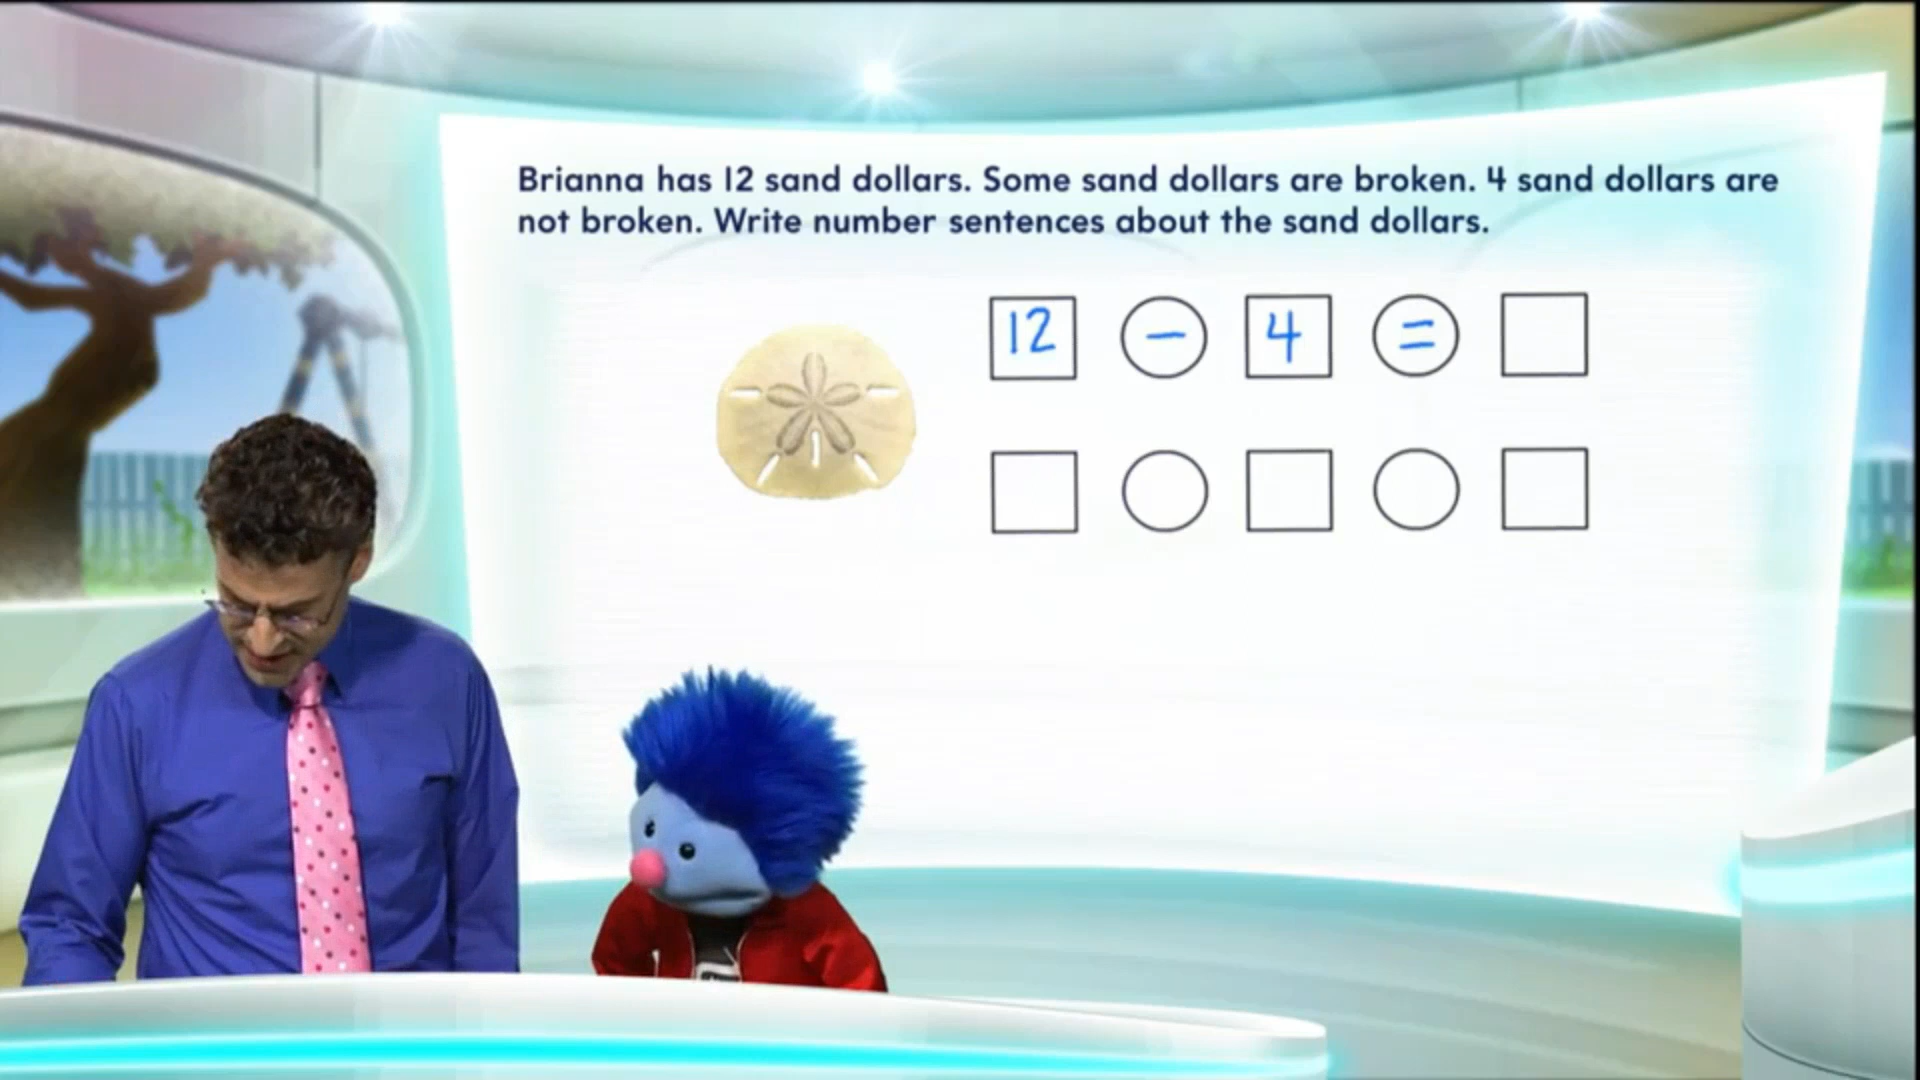 Brianna has 12 sand dollars. Some sand dollars are broken. 4 sand dollars are
not broken. Write number sentences about the sand dollars.
12 - 4 =